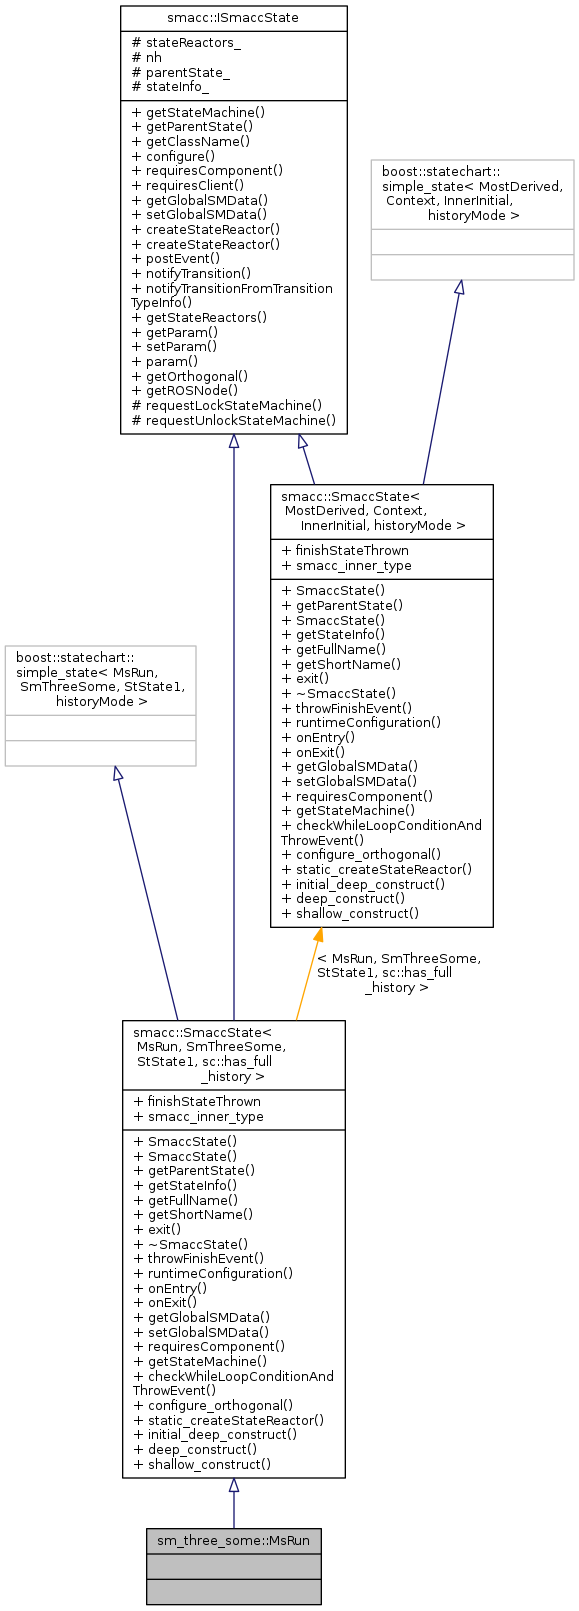 smacc::ISmaccState
# stateReactors_
# nh
# parentState_
# stateInfo_
+ getStateMachine()
+ getParentState()
+ getClassName()
+ configure()
+ requiresComponent()
+ requiresClient()
+ getGlobalSMData()
+ setGlobalSMData()
+ createStateReactor()
+ createStateReactor()
+ postEvent()
+ notifyTransition()
+ notifyTransitionFromTransition
TypeInfo()
+ getStateReactors()
+ getParam()
+ setParam()
+ param()
+ getOrthogonal()
+ getROSNode()
# requestLockStateMachine()
# requestUnlockStateMachine()
boost::statechart::
simple_state< MostDerived,
Context, InnerInitial,
historyMode >
smacc::SmaccState<
MostDerived, Context,
InnerInitial, historyMode >
+ finishStateThrown
+ smacc_inner_type
+ SmaccState()
+ getParentState()
+ SmaccState()
+ getStateInfo()
+ getFullName()
+ getShortName()
+ exit()
+ ~SmaccState()
+ throwFinishEvent()
+ runtimeConfiguration()
+ onEntry()
+ onExit()
+ getGlobalSMData()
+ setGlobalSMData()
+ requiresComponent()
+ getStateMachine()
+ checkWhileLoopConditionAnd
ThrowEvent()
+ configure_orthogonal()
+ static_createStateReactor()
+ initial_deep_construct()
+ deep_construct()
+ shallow_construct()
boost::statechart::
simple_state< MsRun,
SmThreeSome, StState1,
historyMode >
< MsRun, SmThreeSome,
StState1, sc::has_full
_history >
smacc::SmaccState<
MsRun, SmThreeSome,
StState1, sc::has_full
_history >
+ finishStateThrown
+ smacc_inner_type
+ SmaccState()
+ SmaccState()
+ getParentState()
+ getStateInfo()
+ getFullName()
+ getShortName()
+ exit()
+ ~SmaccState()
+ throwFinishEvent()
+ runtimeConfiguration()
+ onEntry()
+ onExit()
+ getGlobalSMData()
+ setGlobalSMData()
+ requiresComponent()
+ getStateMachine()
+ checkWhileLoopConditionAnd
ThrowEvent()
+ configure_orthogonal()
+ static_createStateReactor()
+ initial_deep_construct()
+ deep_construct()
+ shallow_construct()
sm_three_some::MsRun